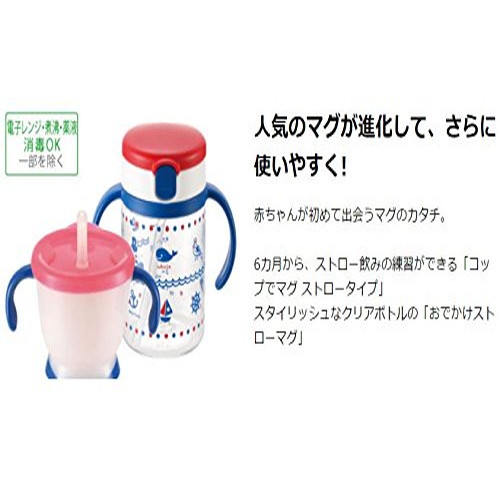 電子レンジ・煮沸・薬液
消毒OK
一部を除く
人気のマグが進化して、さらに
使いやすく!
赤ちゃんが初めて出会うマグのカタチ。
6カ月から、ストロー飲みの練習ができる「コッ
プでマグ ストロータイプ」
スタイリッシュなクリアボトルの「おでかけスト
ローマグ」